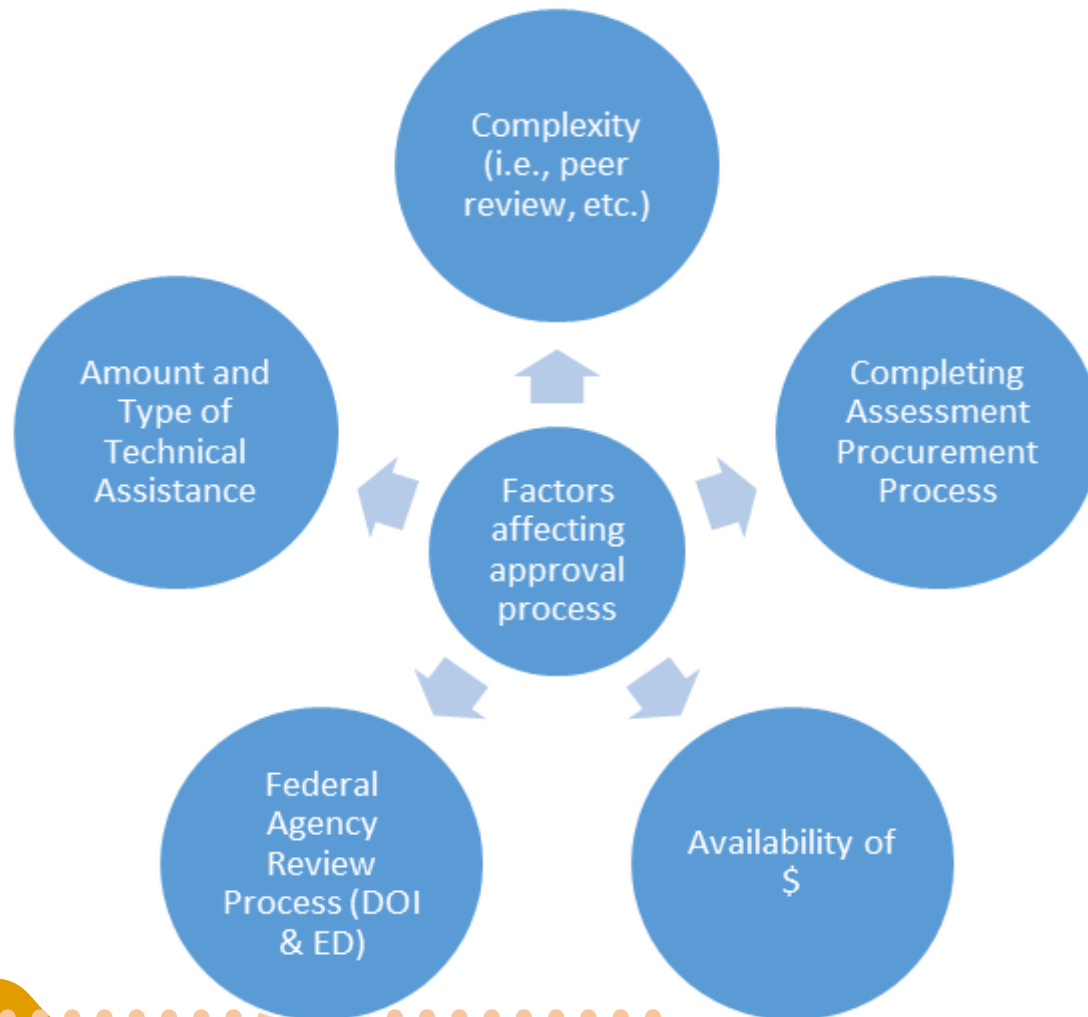 Complexity
(i.e., peer
review, etc.)
Amount and
Type of
Technical
Assistance
Completing
Assessment
Procurement
Process
Factors
affecting
approval
process
Federal
Agency
Review
Process (DOI
& ED)
Availability of
$